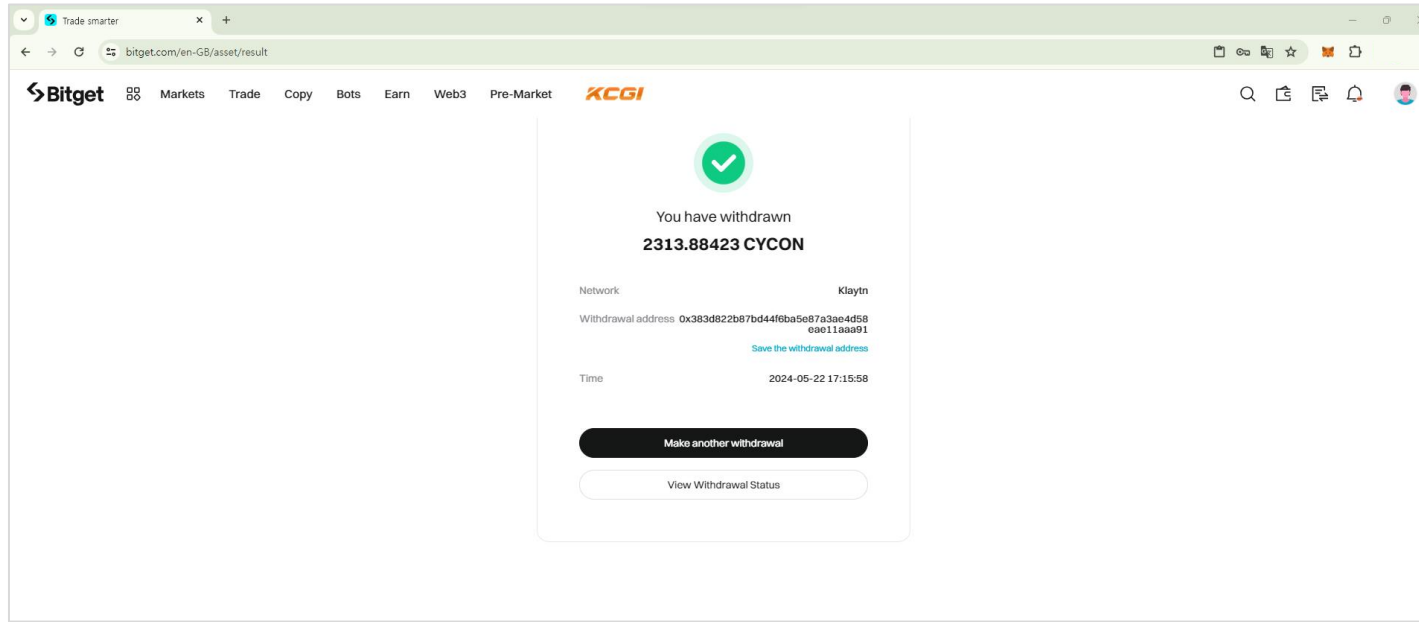 Trade smarter
bitget.com/en-GB/asset/result
Bitget Markets Trade Copy Bots Earn Web3 Pre-Market KCGI
You have withdrawn
2313.88423 CYCON
Network Klaytn
Withdrawal address 0x383d822b87bd44f6ba5e87a3ae4d58
eae11aaa91
Save the withdrawal address
Time 2024-05-22 17:15:58
Make another withdrawal
View Withdrawal Status